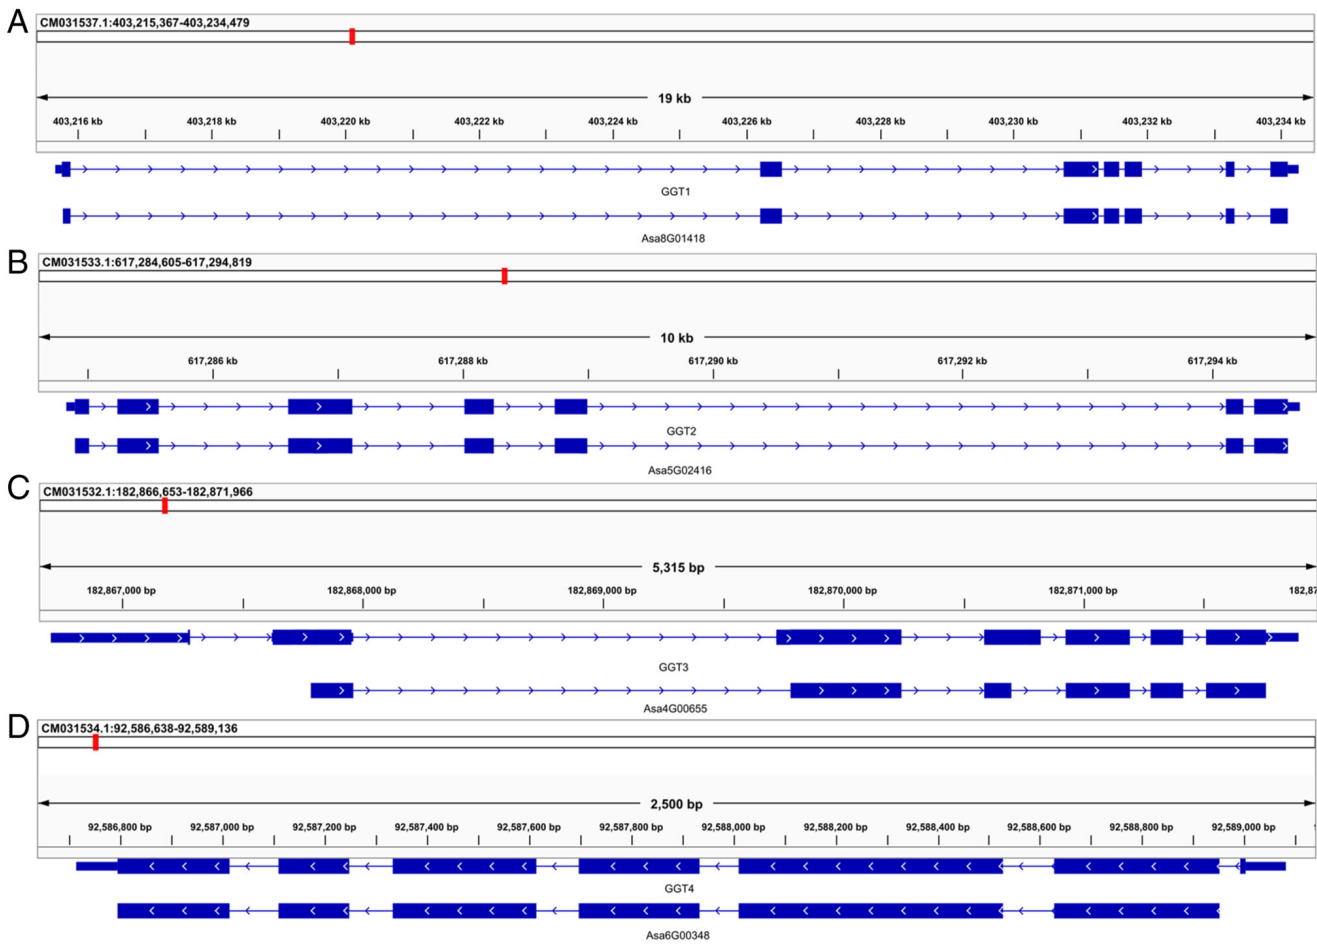 A
CM031537.1:403,215,367-403,234,479
19 kb
403,216 kb 403,218 kb 403,220 kb 403,222 kb 403,224 kb 403,226 kb 403,228 kb 403,230 kb 403,232 kb 403,234 kb
GGT1
Asa8G01418
B
CM031533.1:617,284,605-617,294,819
10 kb
617,286 kb 617,288 kb 617,290 kb 617,292 kb 617,294 kb
GGT2
Asa5G02416
C
CM031532.1:182,866,653-182,871,966
5,315 bp
182,867,000 bp 182,868,000 bp 182,869,000 bp 182,870,000 bp 182,871,000 bp 182,87
GGT3
Asa4G00655
D
CM031534.1:92,586,638-92,589,136
2,500 bp
92,586,800 bp 92,587,000 bp 92,587,200 bp 92,587,400 bp 92,587,600 bp 92,587,800 bp 92,588,000 bp 92,588,200 bp 92,588,400 bp 92,588,600 bp 92,588,800 bp 92,589,000 bp
GGT4
Asa6G00348